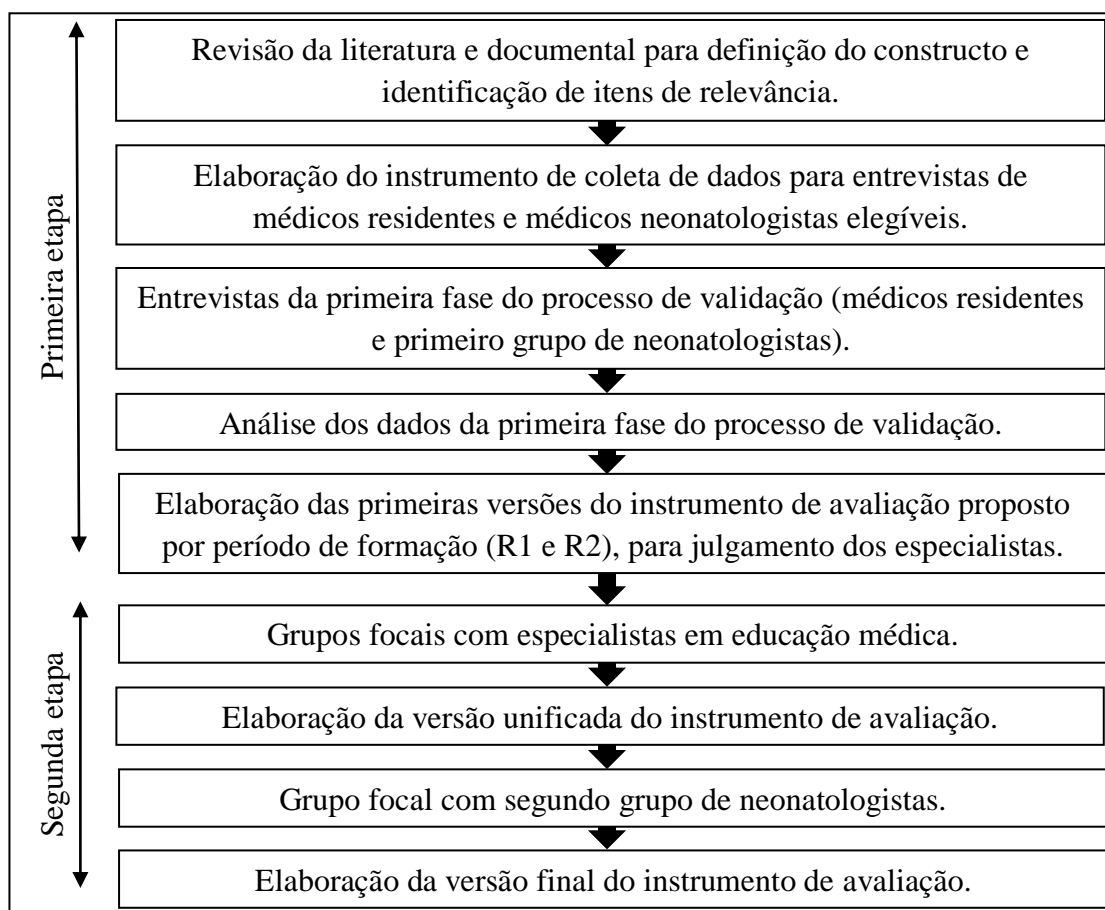 Primeira etapa
Revisão da literatura e documental para definição do constructo e
identificação de itens de relevância.
Elaboração do instrumento de coleta de dados para entrevistas de
médicos residentes e médicos neonatologistas elegíveis.
Entrevistas da primeira fase do processo de validação (médicos residentes
e primeiro grupo de neonatologistas).
Análise dos dados da primeira fase do processo de validação.
Elaboração das primeiras versões do instrumento de avaliação proposto
por período de formação (R1 e R2), para julgamento dos especialistas.
Segunda etapa
Grupos focais com especialistas em educação médica.
Elaboração da versão unificada do instrumento de avaliação.
Grupo focal com segundo grupo de neonatologistas.
Elaboração da versão final do instrumento de avaliação.